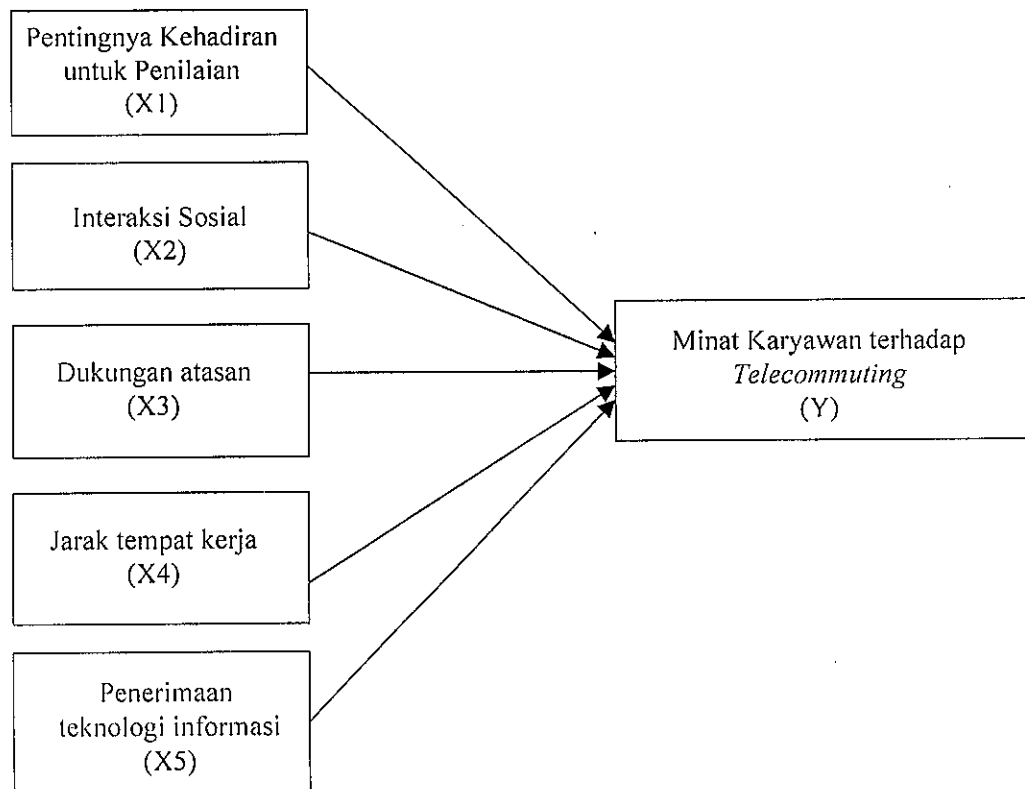 Pentingnya Kehadiran
untuk Penilaian
(X1)
Interaksi Sosial
(X2)
Dukungan atasan
(X3)
Jarak tempat kerja
(X4)
Penerimaan
teknologi informasi
(X5)
Minat Karyawan terhadap
Telecommuting
(Y)